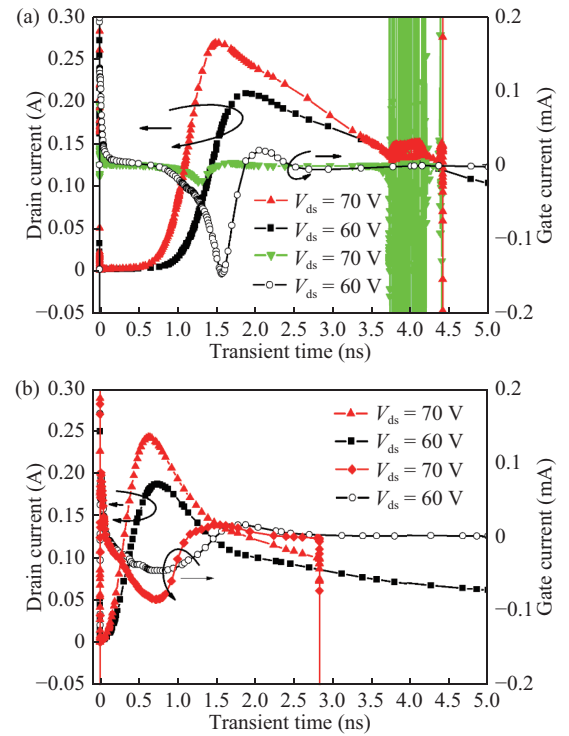 (a)
0.30
0.25
0.20
0.15
0.10
0.05
0
−0.05
Drain current (A)
0.2
0.1
0
−0.1
−0.2
Gate current (mA)
V_ds = 70 V
V_ds = 60 V
V_ds = 70 V
V_ds = 60 V
0 0.5 1.0 1.5 2.0 2.5 3.0 3.5 4.0 4.5 5.0
Transient time (ns)
(b)
0.30
0.25
0.20
0.15
0.10
0.05
0
−0.05
Drain current (A)
0.2
0.1
0
−0.1
−0.2
Gate current (mA)
V_ds = 70 V
V_ds = 60 V
V_ds = 70 V
V_ds = 60 V
0 0.5 1.0 1.5 2.0 2.5 3.0 3.5 4.0 4.5 5.0
Transient time (ns)